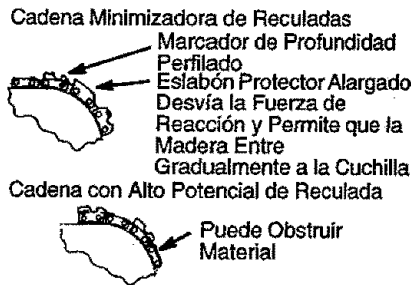 Cadena Minimizadora de Reculadas
Marcador de Profundidad
Perfilado
Eslabón Protector Alargado
Desvía la Fuerza de
Reacción y Permite que la
Madera Entre
Gradualmente a la Cuchilla
Cadena con Alto Potencial de Reculada
Puede Obstruir
Material